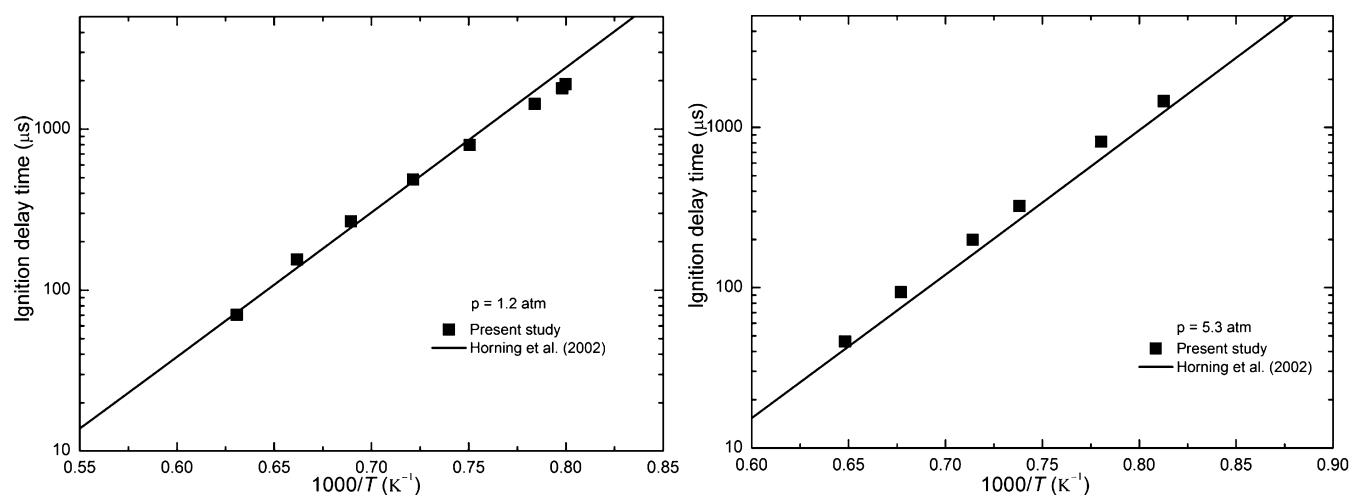 Ignition delay time (μs)
1000
100
10
p = 1.2 atm
Present study
Horning et al. (2002)
0.55 0.60 0.65 0.70 0.75 0.80 0.85
1000/T (K⁻¹)
Ignition delay time (μs)
1000
100
10
p = 5.3 atm
Present study
Horning et al. (2002)
0.60 0.65 0.70 0.75 0.80 0.85 0.90
1000/T (K⁻¹)